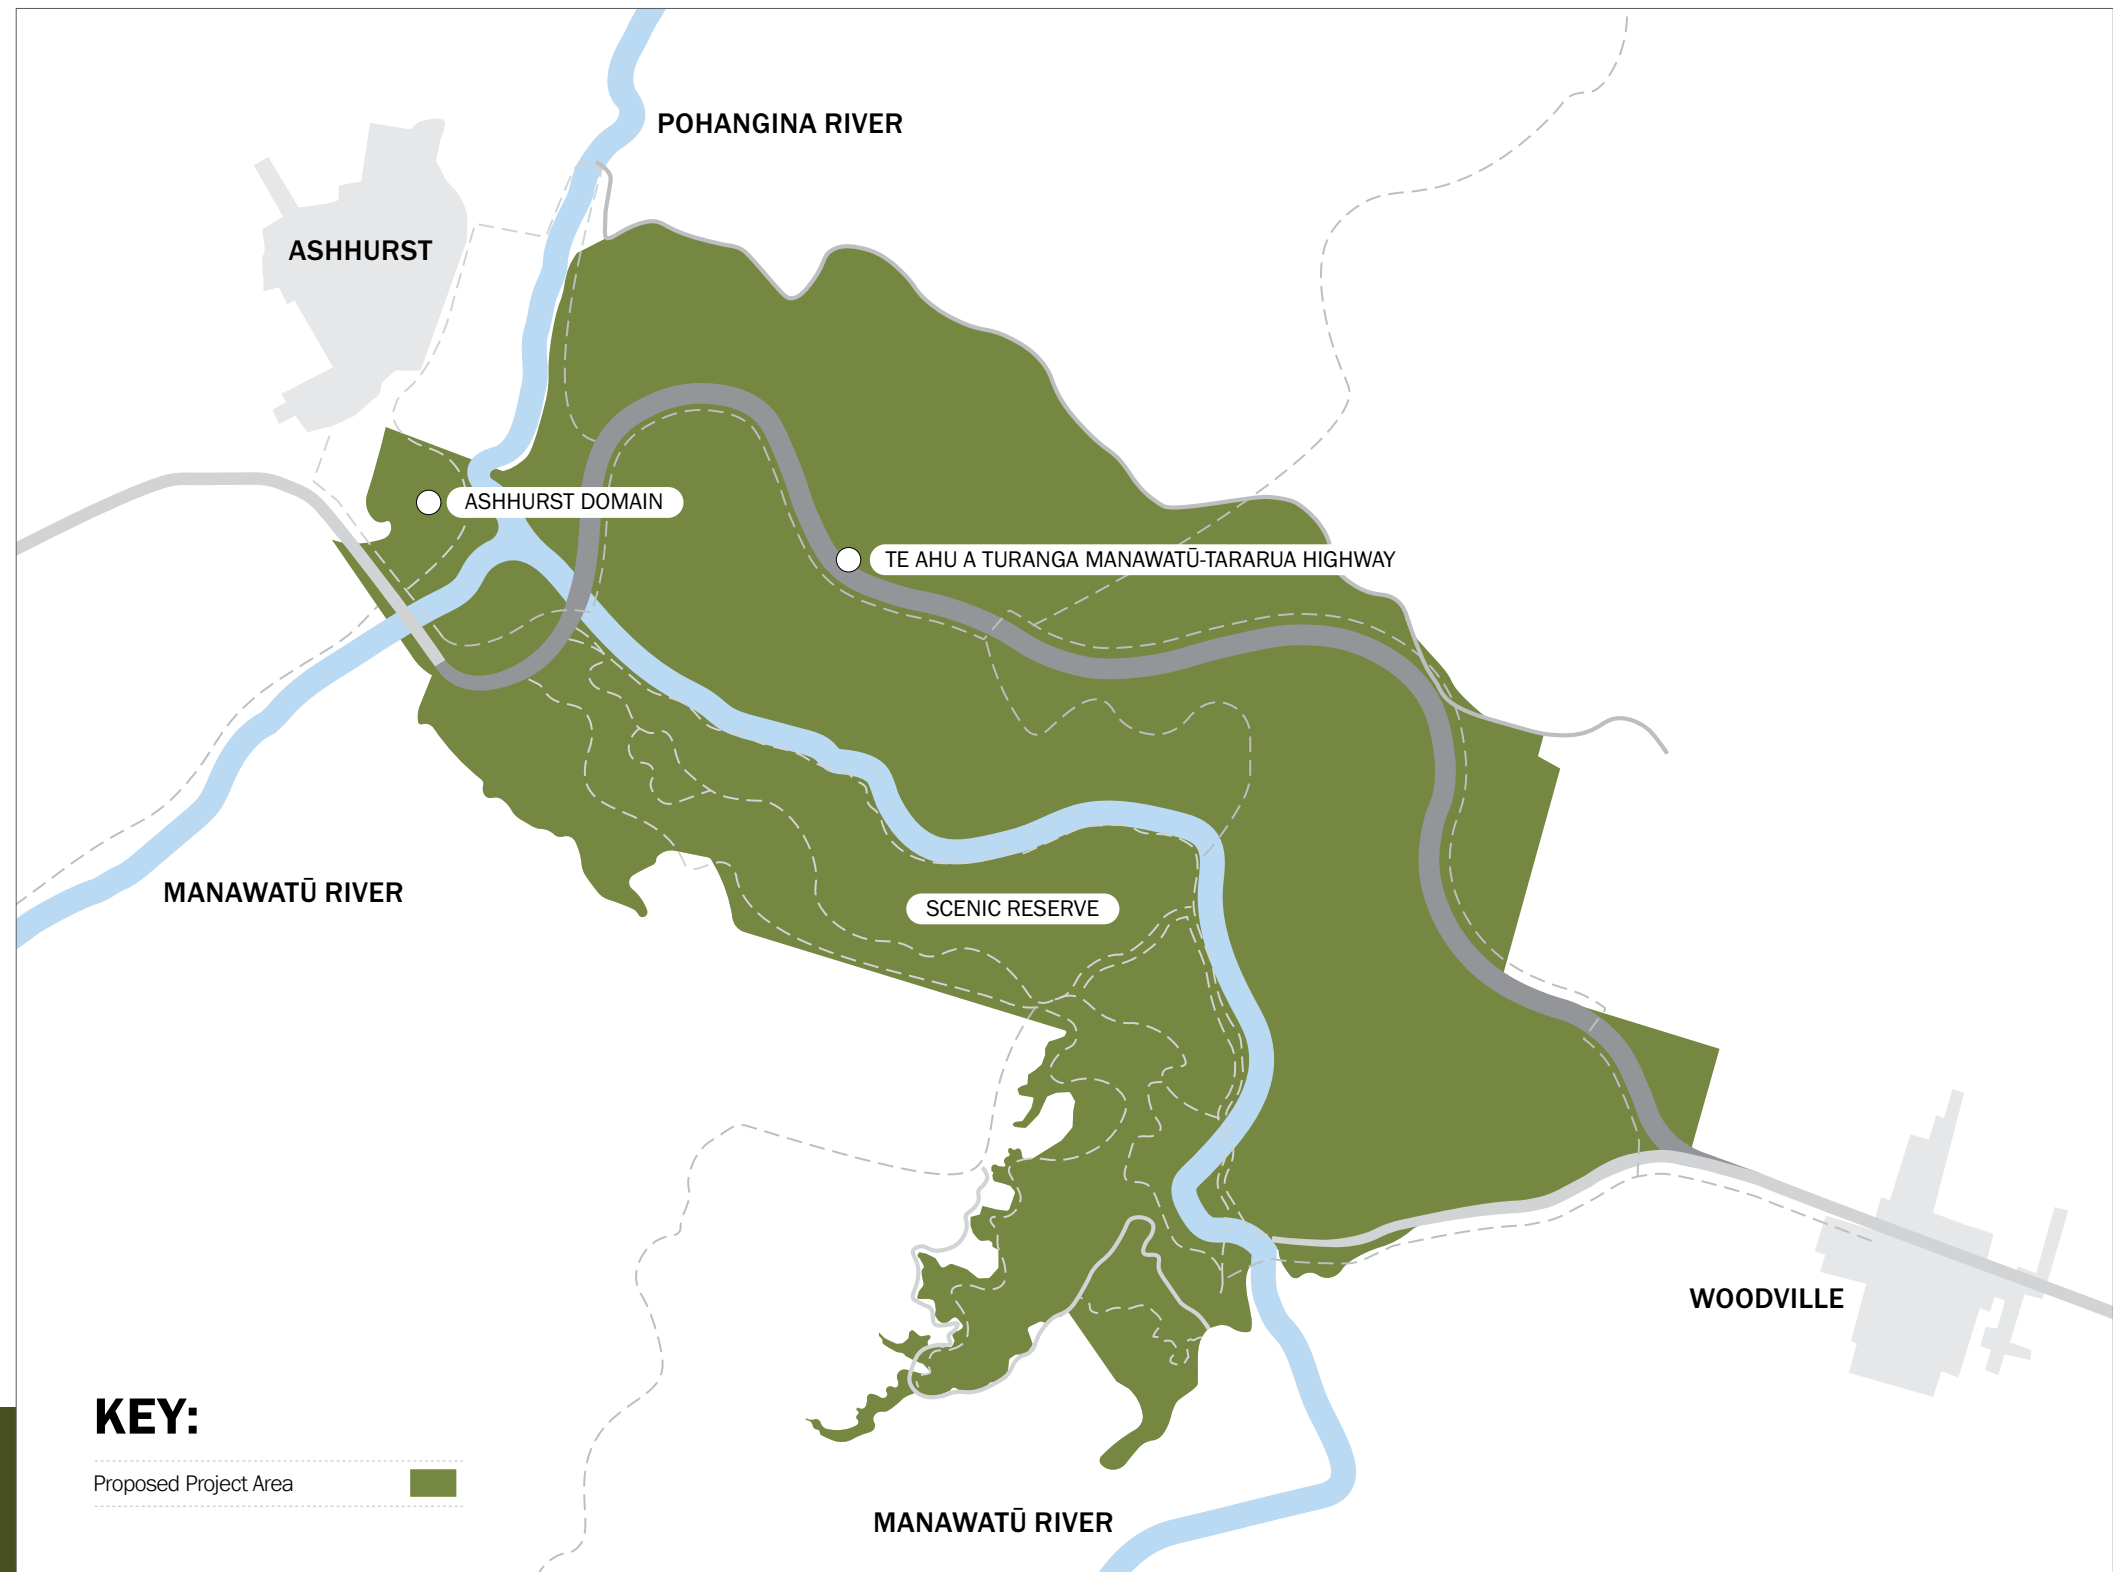 POHANGINA RIVER
ASHHURST
ASHHURST DOMAIN
TE AHU A TURANGA MANAWATŪ-TARARUA HIGHWAY
MANAWATŪ RIVER
SCENIC RESERVE
WOODVILLE
KEY:
Proposed Project Area
MANAWATŪ RIVER